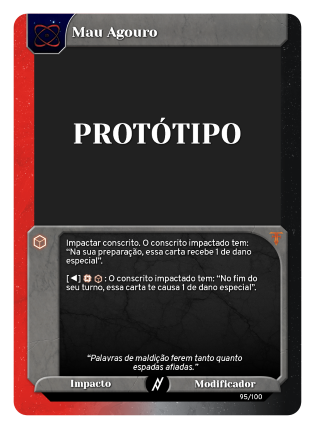 Mau Agouro
PROTÓTIPO
Impactar conscrito. O conscrito impactado tem:
“Na sua preparação, essa carta recebe 1 de dano
especial”.
[◄] : O conscrito impactado tem: “No fim do
seu turno, essa carta te causa 1 de dano especial”.
“Palavras de maldição ferem tanto quanto
espadas afiadas.”
Impacto
Modificador
95/100